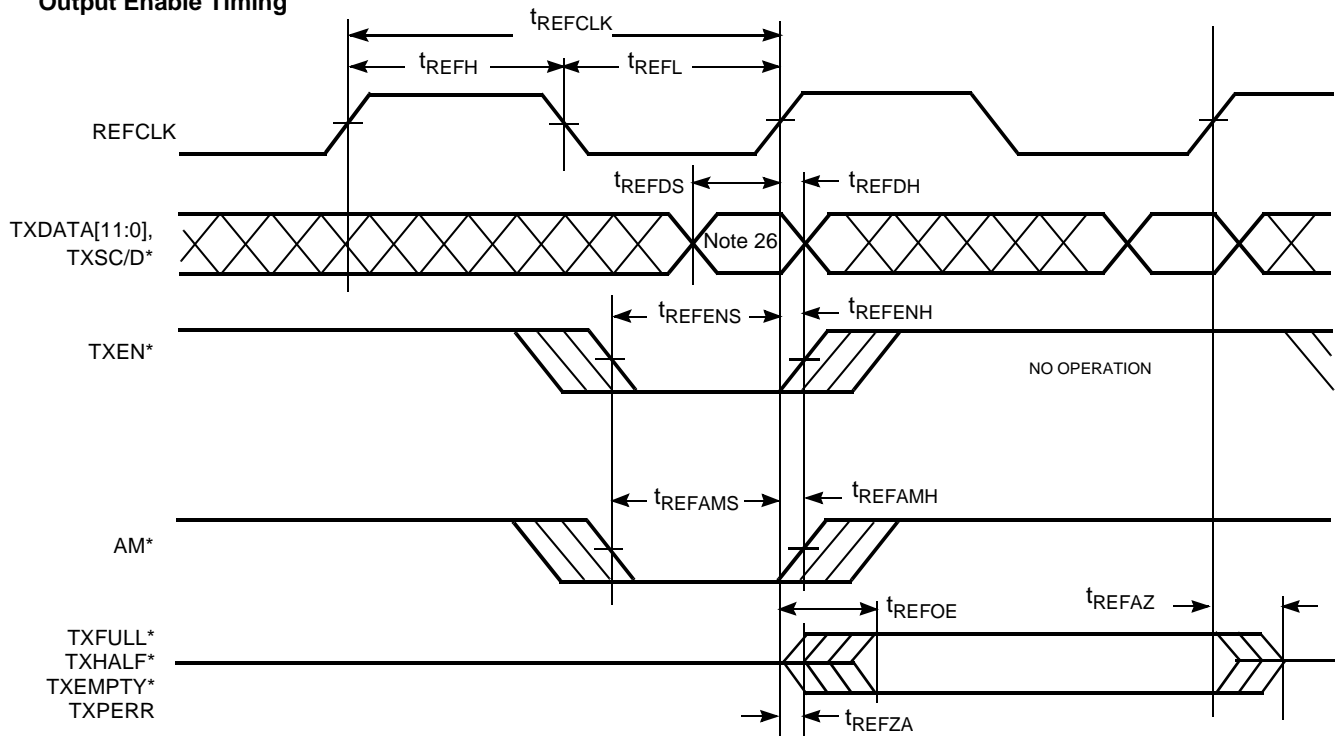 Output Enable Timing
tREFCLK
tREFH
tREFL
REFCLK
tREFDS
tREFDH
TXDATA[11:0],
TXSC/D*
Note 26
tREFENS
tREFENH
TXEN*
NO OPERATION
tREFAMS
tREFAMH
AM*
tREFOE
tREFAZ
TXFULL*
TXHALF*
TXEMPTY*
TXPERR
tREFZA